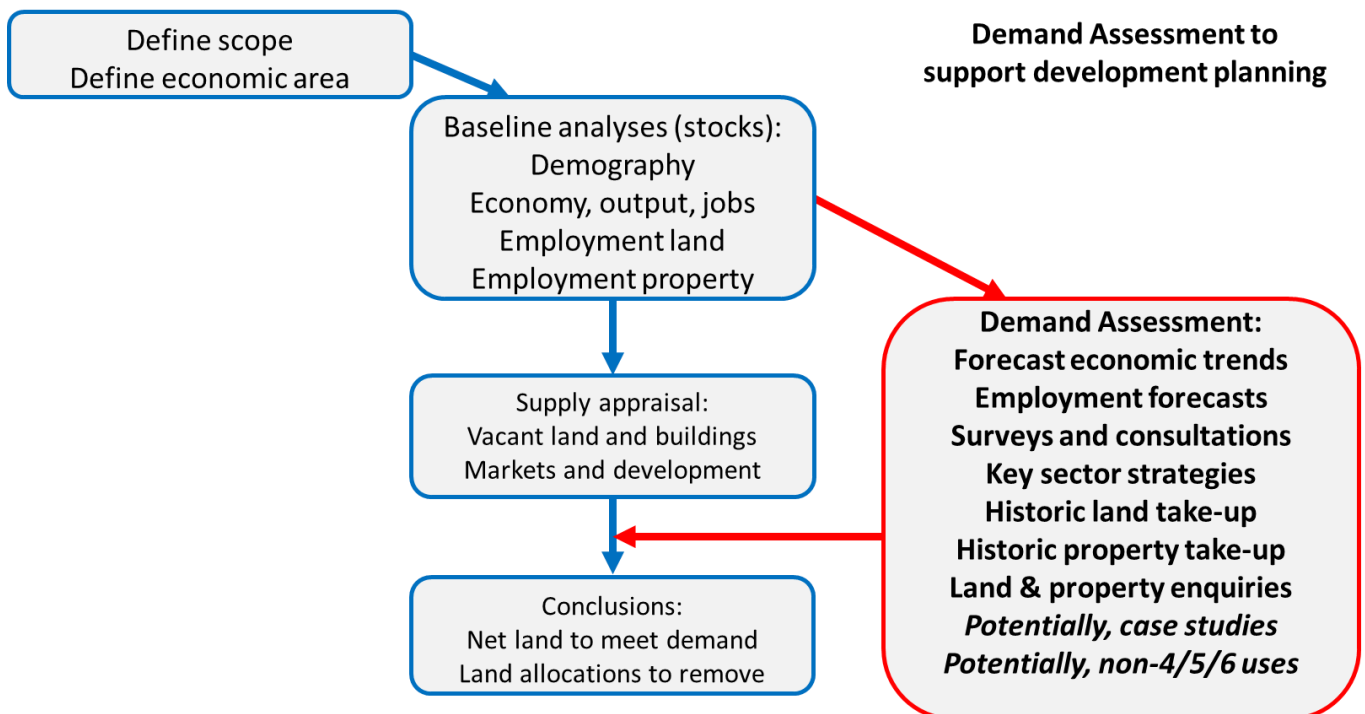 Define scope
Define economic area
Demand Assessment to
support development planning
Baseline analyses (stocks):
Demography
Economy, output, jobs
Employment land
Employment property
Supply appraisal:
Vacant land and buildings
Markets and development
Demand Assessment:
Forecast economic trends
Employment forecasts
Surveys and consultations
Key sector strategies
Historic land take-up
Historic property take-up
Land & property enquiries
Potentially, case studies
Potentially, non-4/5/6 uses
Conclusions:
Net land to meet demand
Land allocations to remove